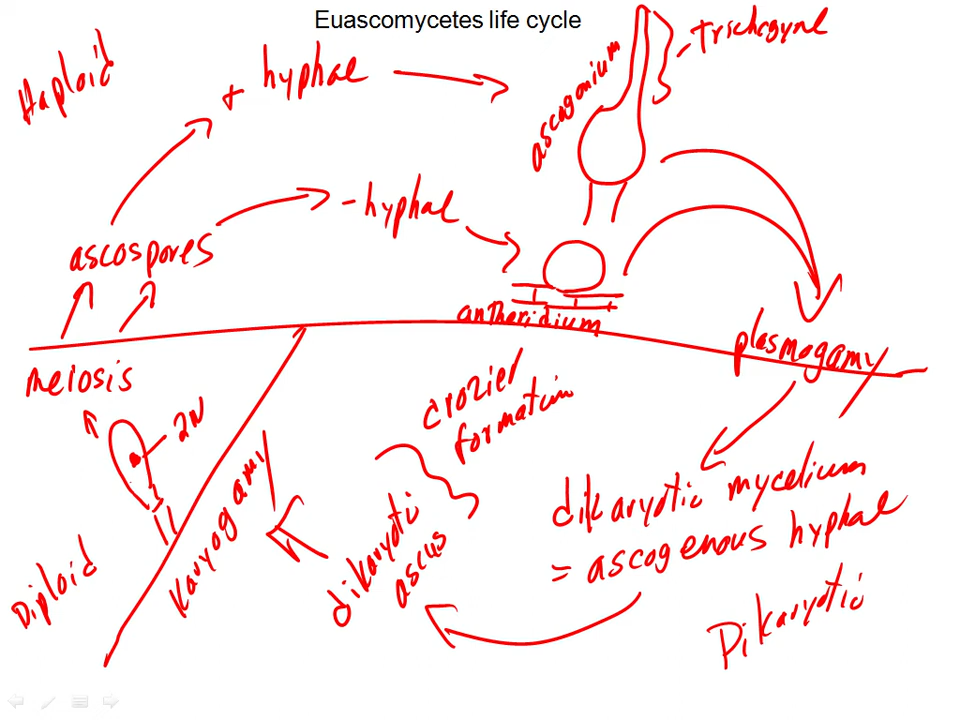 Euascomycetes life cycle
Haploid
+ hyphae
ascogonium
trichogyne
- hyphae
ascospores
antheridium
plasmogamy
meiosis
2N
crozier
formation
karyogamy
dikaryotic
ascus
dikaryotic mycelium
= ascogenous hyphae
Diploid
Dikaryotic